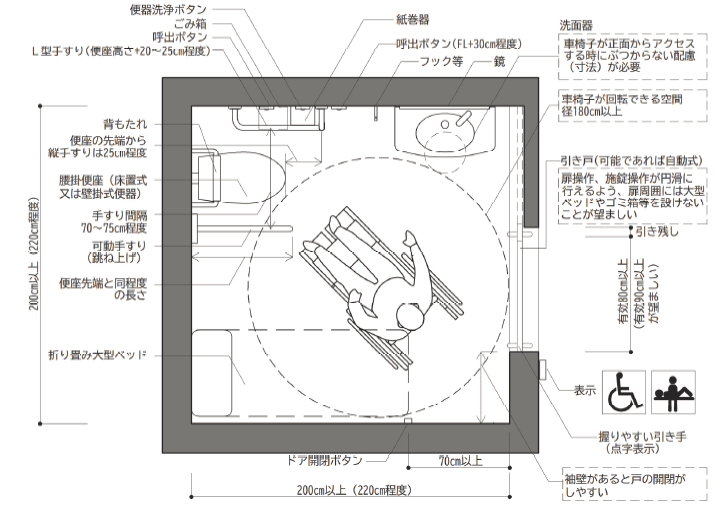 便器洗浄ボタン
ごみ箱
呼出ボタン
L型手すり(便座高さ+20～25cm程度)
紙巻器
呼出ボタン(FL+30cm程度)
フック等
鏡
洗面器
車椅子が正面からアクセス
する時にぶつからない配慮
（寸法）が必要
車椅子が回転できる空間
径180cm以上
引き戸(可能であれば自動式)
扉操作、施錠操作が円滑に
行えるよう、扉周囲には大型
ベッドやゴミ箱等を設けない
ことが望ましい
引き残し
有効80cm以上
(有効90cm以上
が望ましい)
背もたれ
便座の先端から
縦手すりは25cm程度
腰掛便座（床置式
又は壁掛式便器）
手すり間隔
70～75cm程度
可動手すり
（跳ね上げ）
便座先端と同程度
の長さ
折り畳み大型ベッド
200cm以上（220cm程度）
表示
握りやすい引き手
（点字表示）
ドア開閉ボタン
70cm以上
200cm以上（220cm程度）
袖壁があると戸の開閉が
しやすい